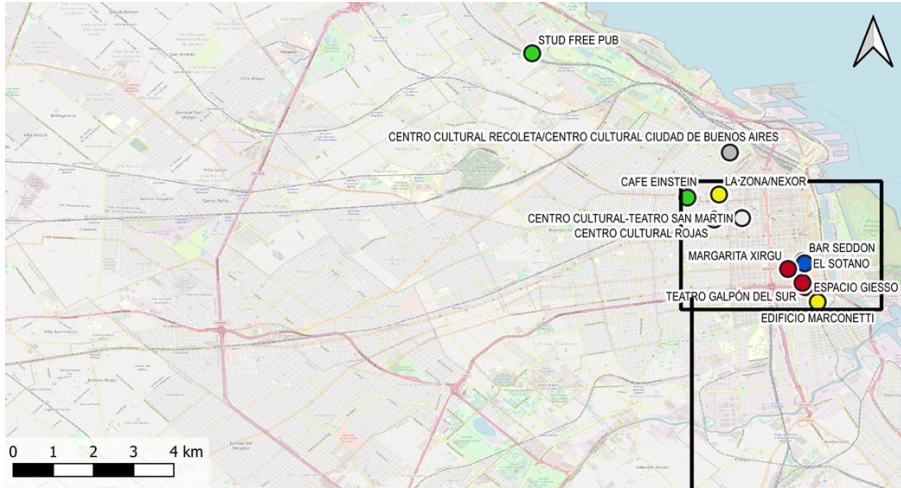 STUD FREE PUB
CENTRO CULTURAL RECOLETA/CENTRO CULTURAL CIUDAD DE BUENOS AIRES
CAFE EINSTEIN
LA ZONA/NEXOR
CENTRO CULTURAL-TEATRO SAN MARTIN
CENTRO CULTURAL ROJAS
BAR SEDDON
MARGARITA XIRGU
EL SOTANO
ESPACIO GIESSO
TEATRO GALPÓN DEL SUR
EDIFICIO MARCONETTI
0 1 2 3 4 km